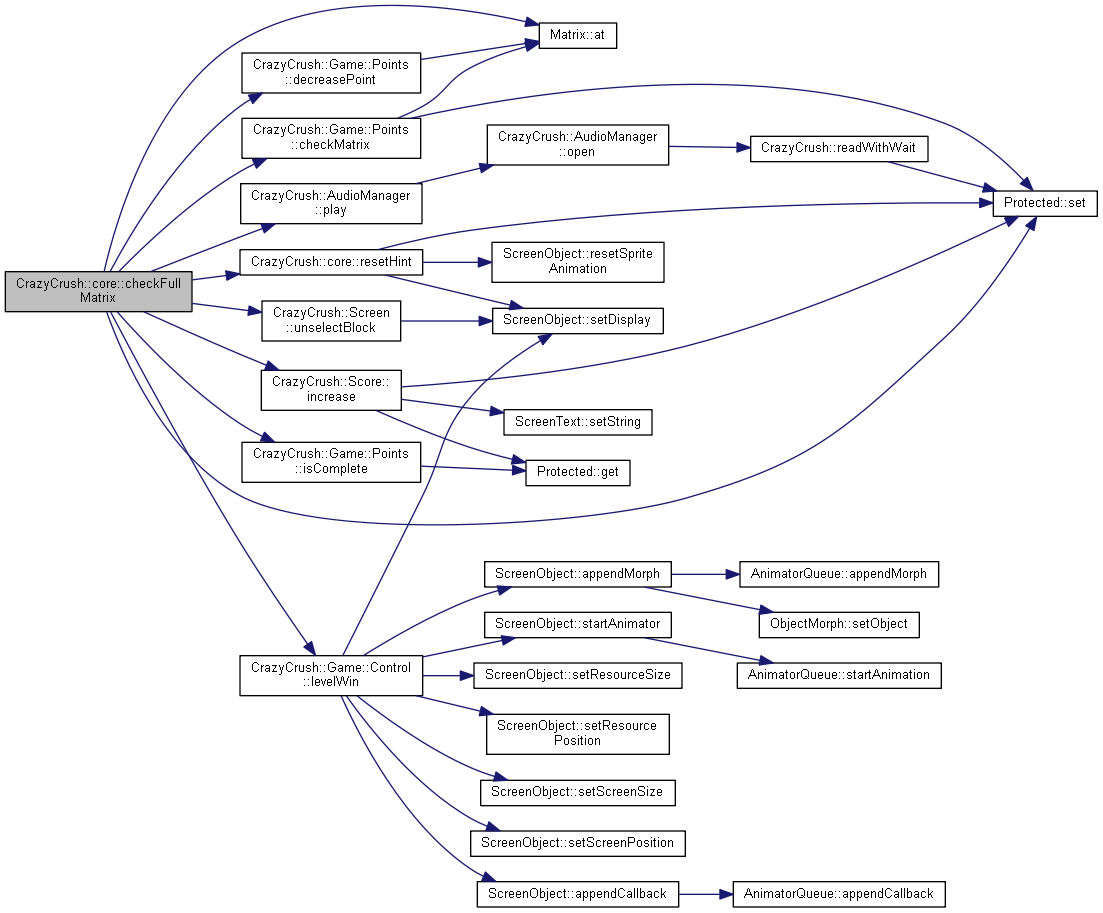 Matrix::at
CrazyCrush::Game::Points
::decreasePoint
CrazyCrush::Game::Points
::checkMatrix
CrazyCrush::AudioManager
::open
CrazyCrush::readWithWait
CrazyCrush::AudioManager
::play
Protected::set
CrazyCrush::core::resetHint
ScreenObject::resetSprite
Animation
CrazyCrush::core::checkFull
Matrix
CrazyCrush::Screen
::unselectBlock
ScreenObject::setDisplay
CrazyCrush::Score::
increase
ScreenText::setString
CrazyCrush::Game::Points
::isComplete
Protected::get
ScreenObject::appendMorph
AnimatorQueue::appendMorph
ScreenObject::startAnimator
ObjectMorph::setObject
CrazyCrush::Game::Control
::levelWin
ScreenObject::setResourceSize
AnimatorQueue::startAnimation
ScreenObject::setResource
Position
ScreenObject::setScreenSize
ScreenObject::setScreenPosition
ScreenObject::appendCallback
AnimatorQueue::appendCallback